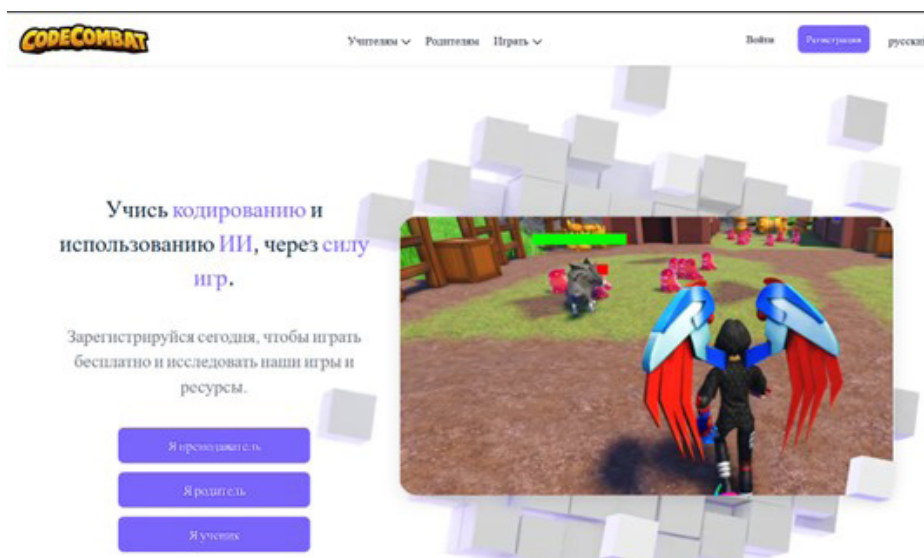 CODECOMBAT
Учителям Родителям Играть
Войти Регистрация русский
Учись кодированию и
использованию ИИ, через силу
игр.
Зарегистрируйся сегодня, чтобы играть
бесплатно и исследовать наши игры и
ресурсы.
Я преподаватель
Я родитель
Я ученик